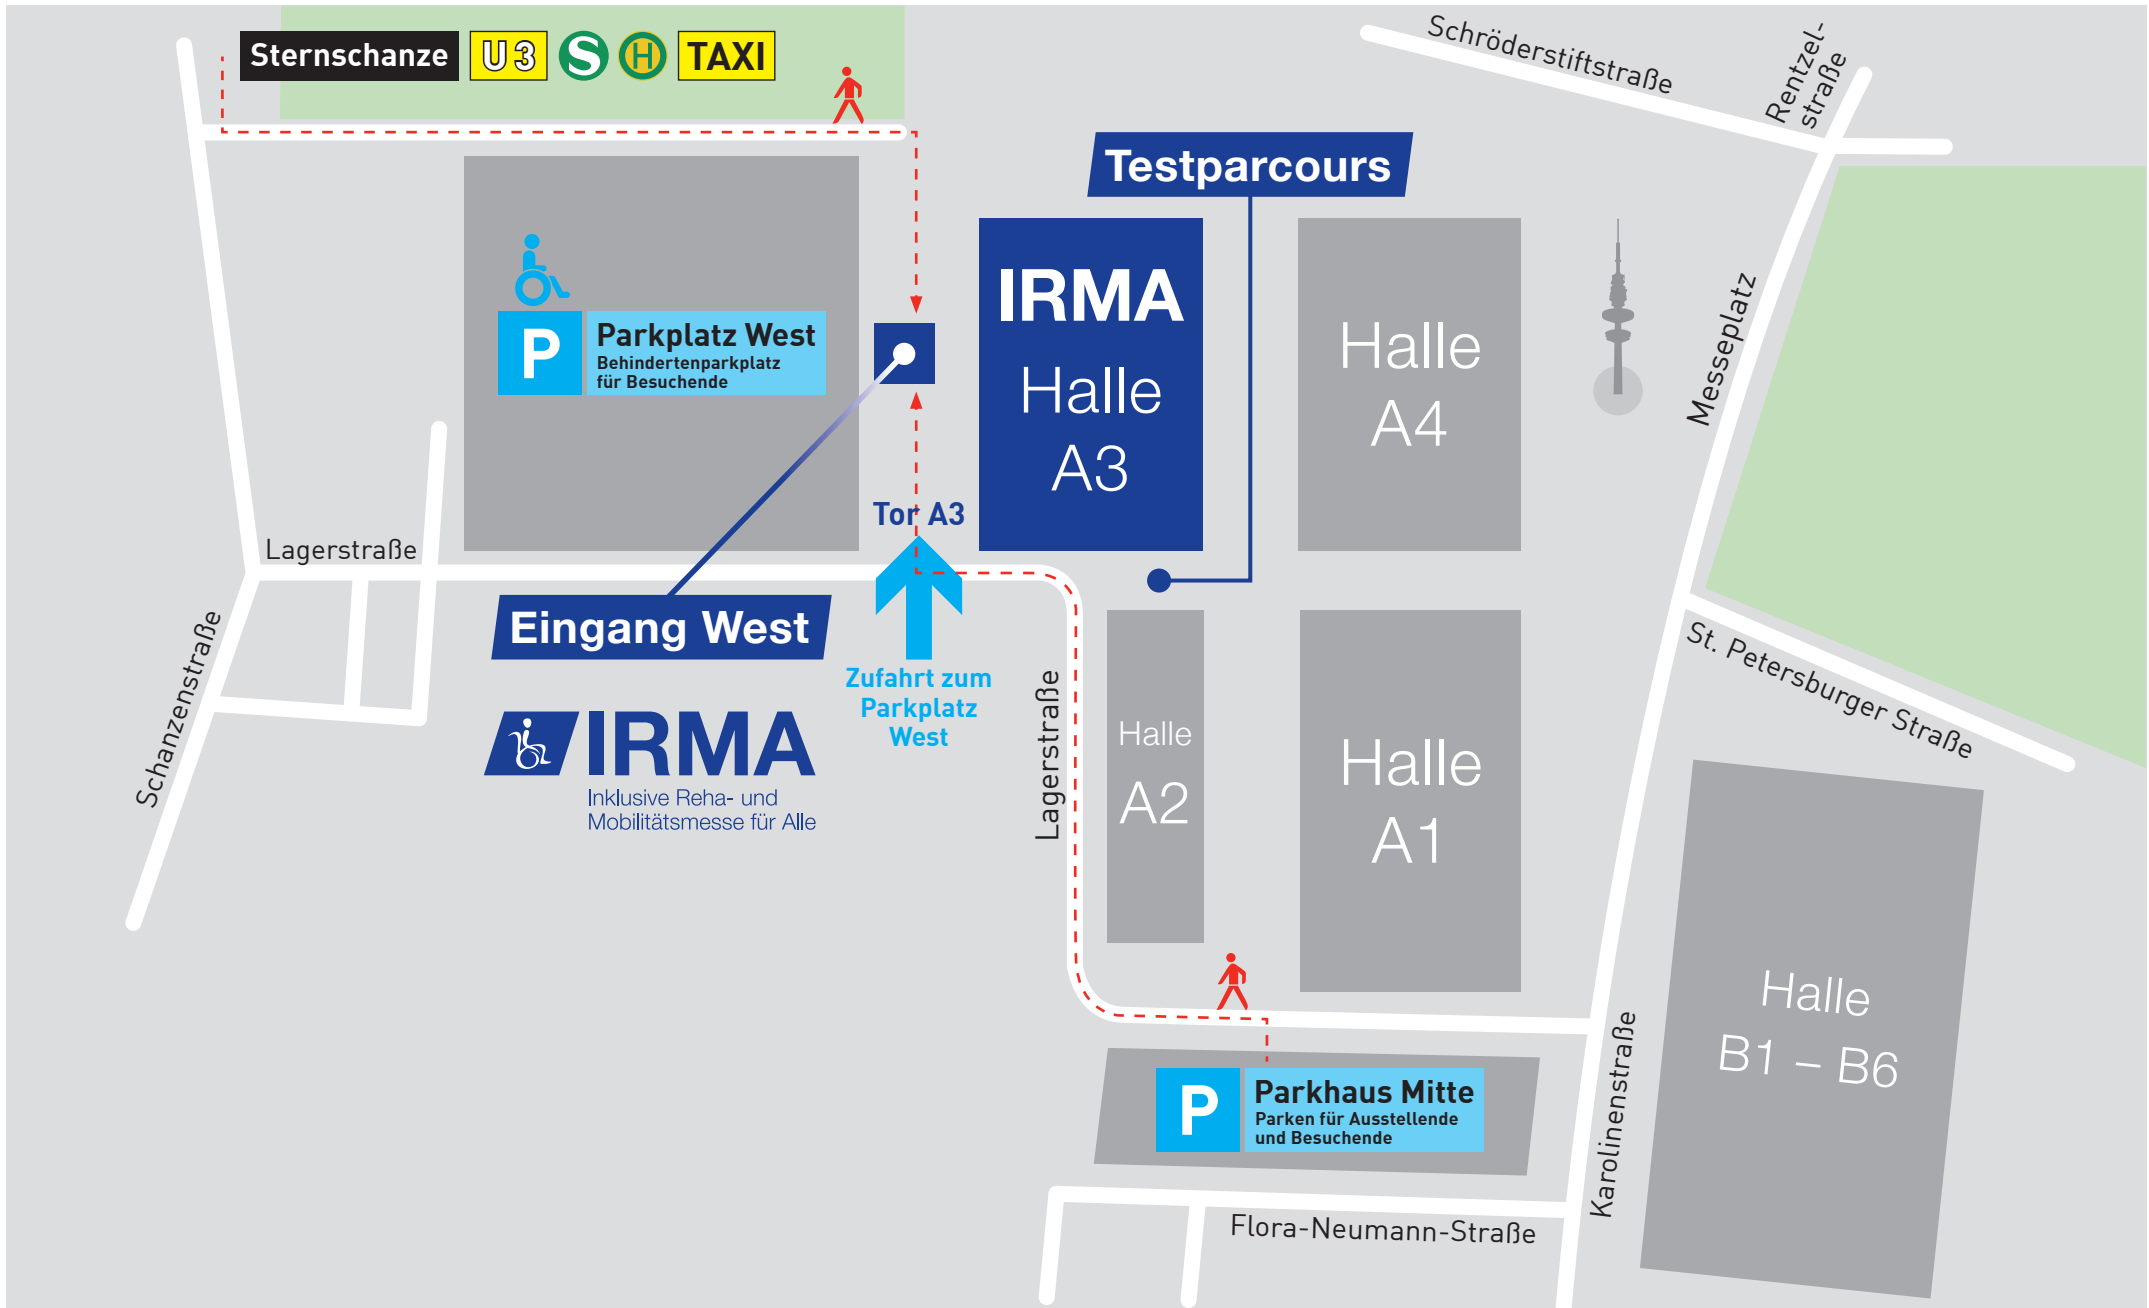 Sternschanze U3 S H TAXI
Schröderstiftstraße
Rentzel-
straße
Testparcours
IRMA
Halle
A3
Halle
A4
P
Parkplatz West
Behindertenparkplatz
für Besuchende
Messeplatz
Tor A3
Lagerstraße
Eingang West
Schanzenstraße
Zufahrt zum
Parkplatz
West
St. Petersburger Straße
IRMA
Inklusive Reha- und
Mobilitätsmesse für Alle
Lagerstraße
Halle
A2
Halle
A1
Halle
B1 – B6
Karolinenstraße
P
Parkhaus Mitte
Parken für Ausstellende
und Besuchende
Flora-Neumann-Straße